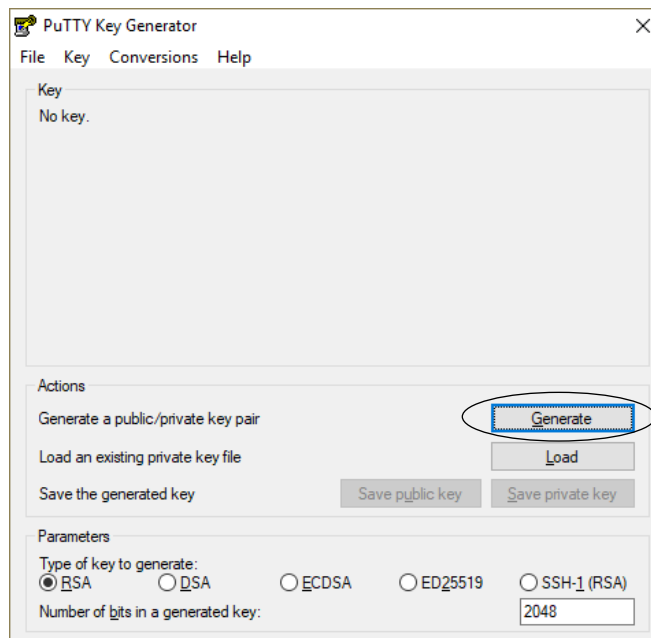 PuTTY Key Generator
File Key Conversions Help
Key
No key.
Actions
Generate a public/private key pair Generate
Load an existing private key file Load
Save the generated key Save public key Save private key
Parameters
Type of key to generate:
RSA DSA ECDSA ED25519 SSH-1 (RSA)
Number of bits in a generated key: 2048